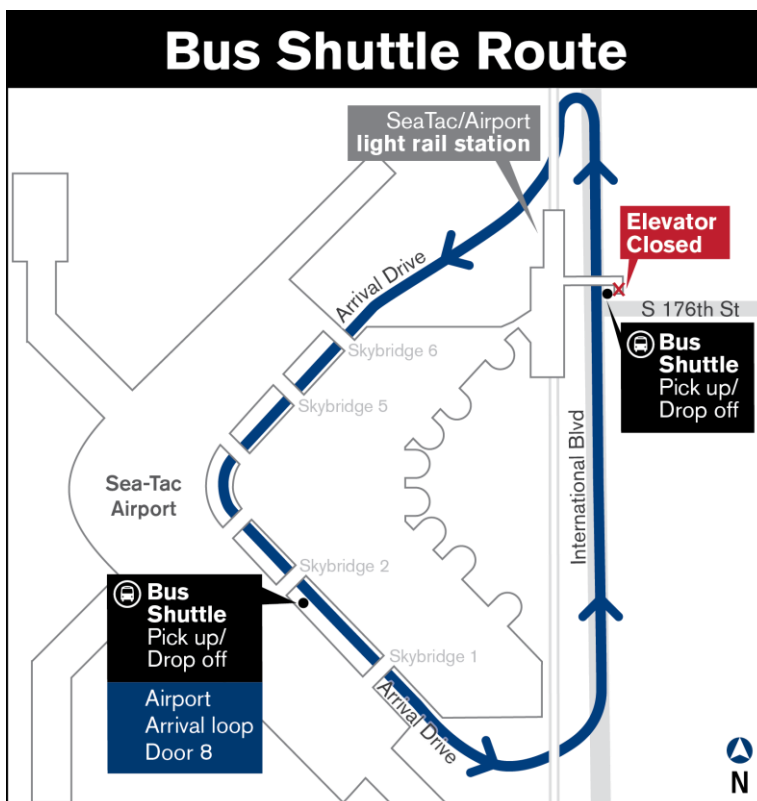 Bus Shuttle Route
SeaTac/Airport
light rail station
Elevator
Closed
Arrival Drive
S 176th St
Bus
Shuttle
Pick up/
Drop off
Skybridge 6
Skybridge 5
International Blvd
Sea-Tac
Airport
Skybridge 2
Bus
Shuttle
Pick up/
Drop off
Airport
Arrival loop
Door 8
Skybridge 1
Arrival Drive
N